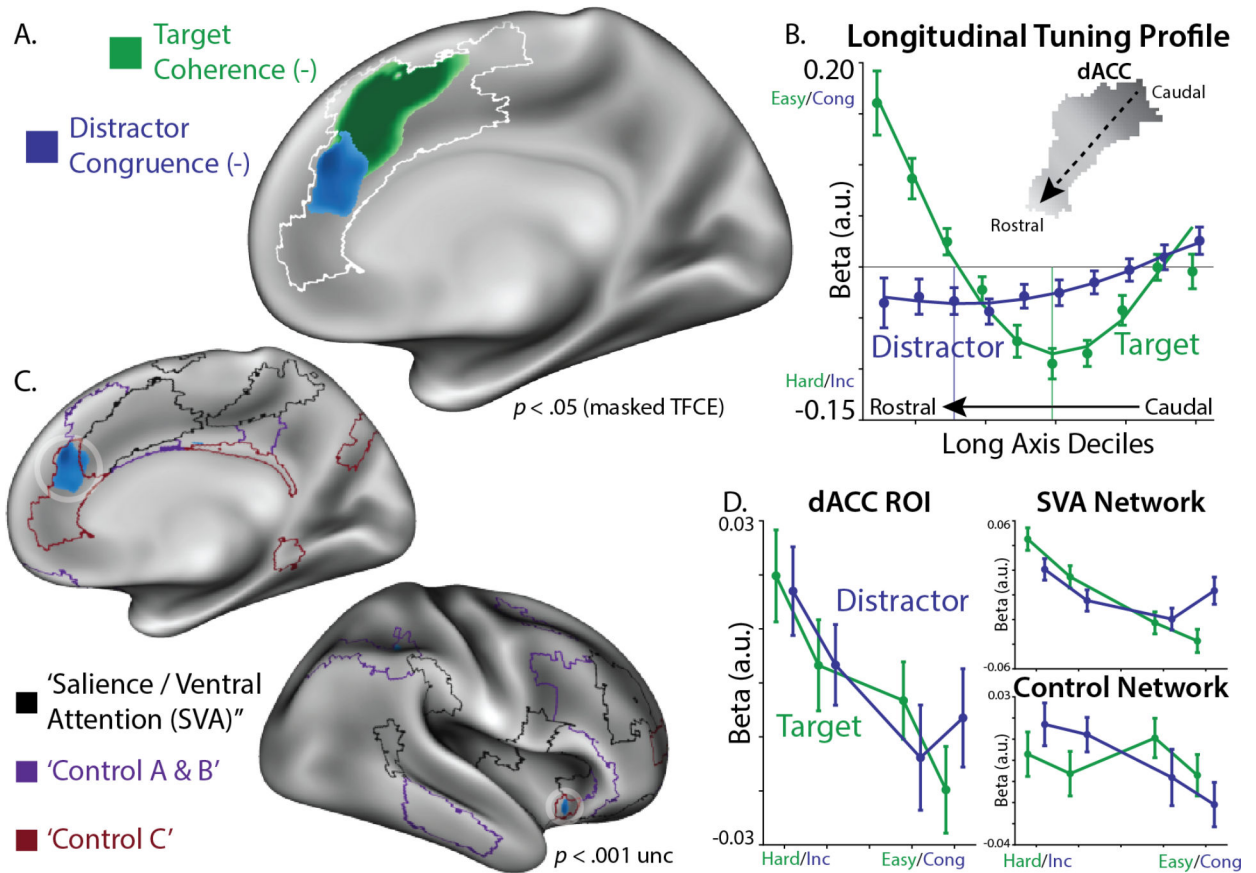 A.
Target
Coherence (-)
Distractor
Congruence (-)
p < .05 (masked TFCE)
B.
Longitudinal Tuning Profile
0.20
Easy/Cong
dACC
Caudal
Rostral
Beta (a.u.)
Distractor
Target
Hard/Inc
-0.15
Rostral
Caudal
Long Axis Deciles
C.
‘Salience / Ventral
Attention (SVA)”
‘Control A & B’
‘Control C’
p < .001 unc
D.
dACC ROI
0.03
Beta (a.u.)
Distractor
Target
-0.03
Hard/Inc
Easy/Cong
SVA Network
0.06
Beta (a.u.)
-0.06
Control Network
0.03
Beta (a.u.)
-0.04
Hard/Inc
Easy/Cong